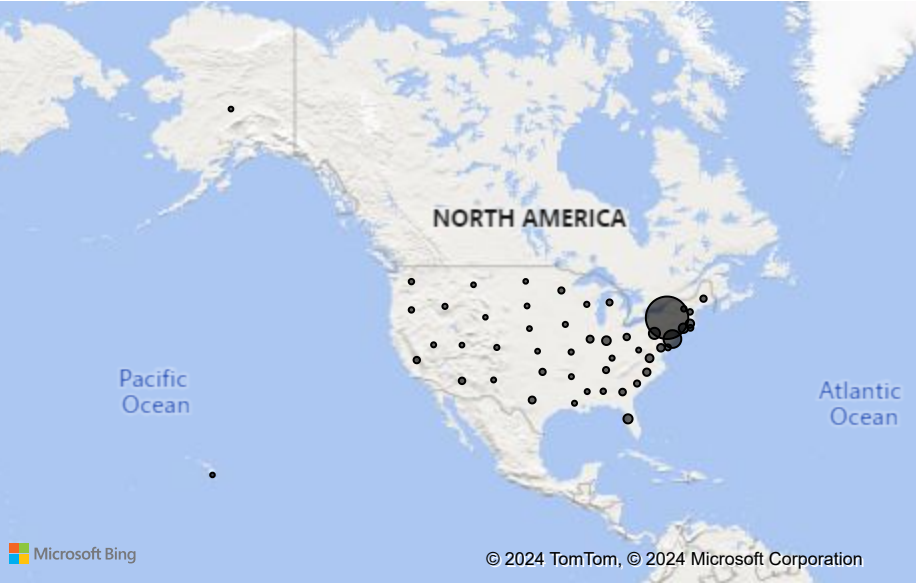 NORTH AMERICA
Pacific
Ocean
Atlantic
Ocean
Microsoft Bing
© 2024 TomTom, © 2024 Microsoft Corporation